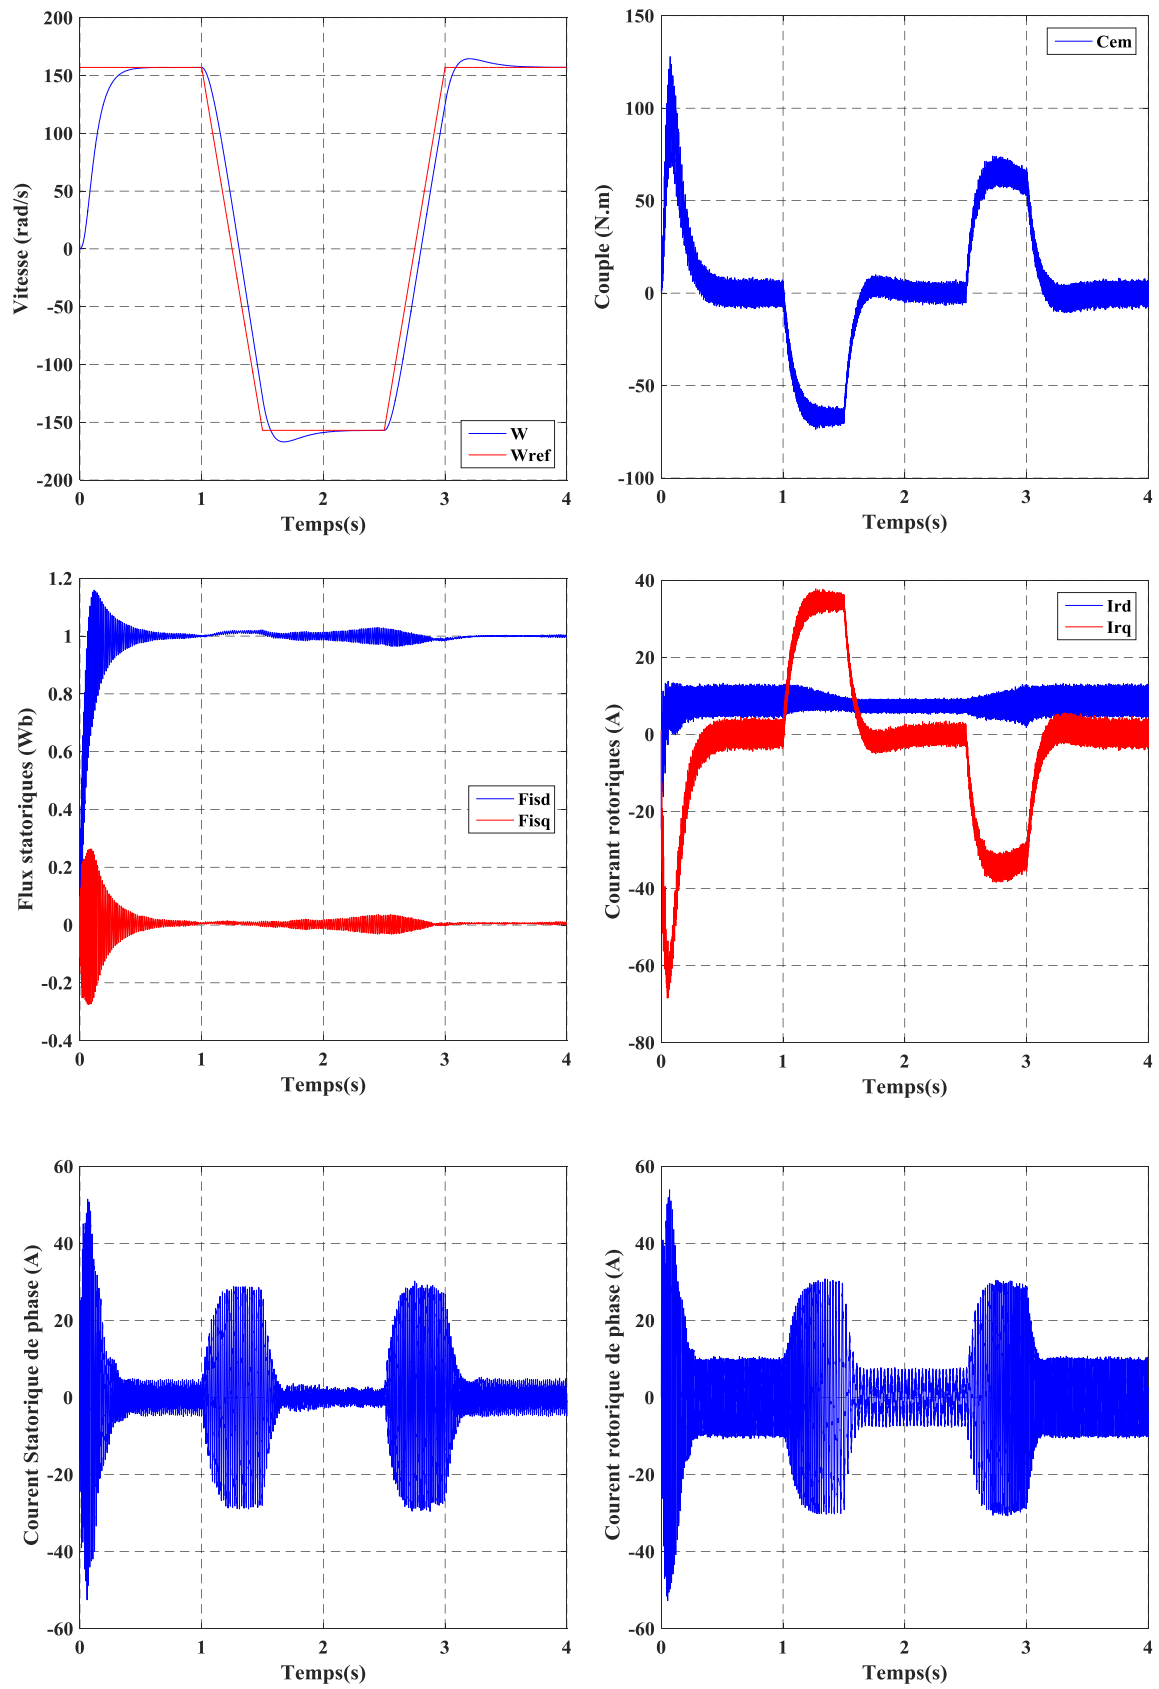 200
150
100
50
0
-50
-100
-150
-200
Vitesse (rad/s)
W
Wref
0 1 2 3 4
Temps(s)
150
100
50
0
-50
-100
Couple (N.m)
Cem
0 1 2 3 4
Temps(s)
1.2
1
0.8
0.6
0.4
0.2
0
-0.2
-0.4
Flux statoriques (Wb)
Fisd
Fisq
0 1 2 3 4
Temps(s)
40
20
0
-20
-40
-60
-80
Courant rotoriques (A)
Ird
Irq
0 1 2 3 4
Temps(s)
60
40
20
0
-20
-40
-60
Courent Statorique de phase (A)
0 1 2 3 4
Temps(s)
60
40
20
0
-20
-40
-60
Courent rotorique de phase (A)
0 1 2 3 4
Temps(s)